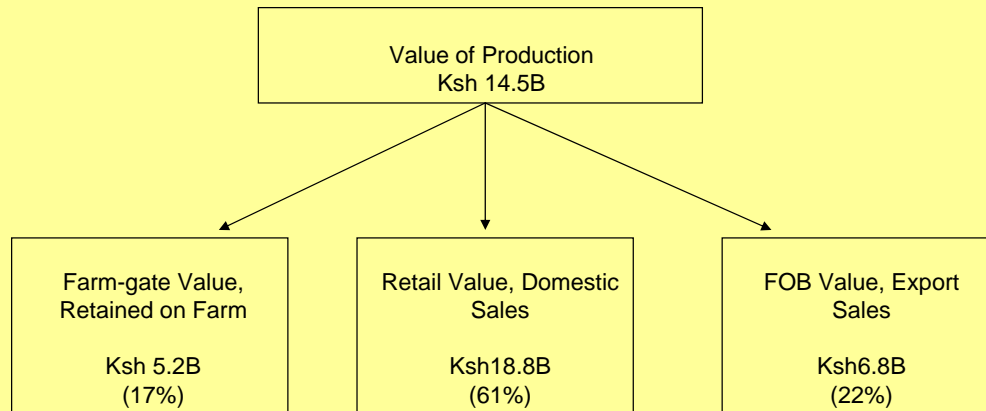 Value of Production
Ksh 14.5B
Farm-gate Value,
Retained on Farm
Ksh 5.2B
(17%)
Retail Value, Domestic
Sales
Ksh18.8B
(61%)
FOB Value, Export
Sales
Ksh6.8B
(22%)